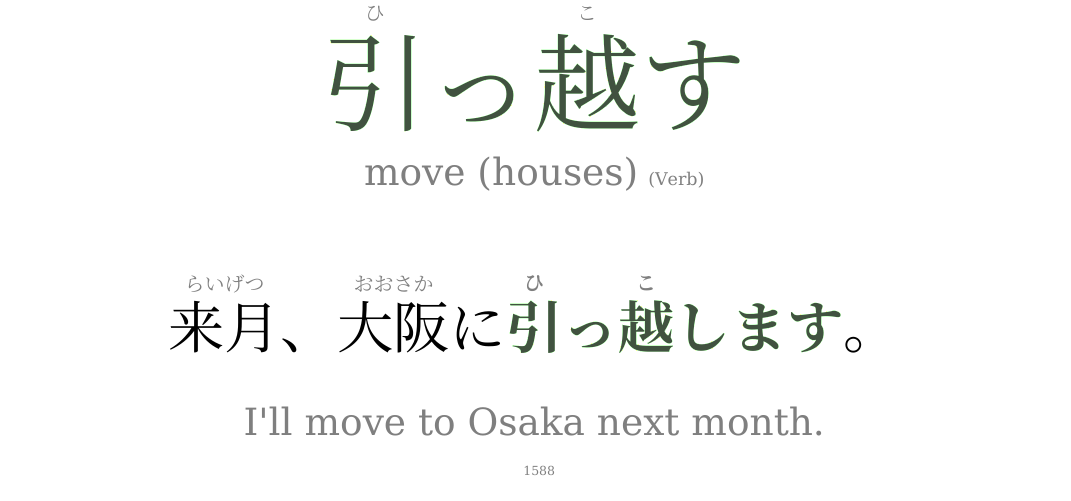 ひ こ
引っ越す
move (houses) (Verb)
らいげつ おおさか ひ こ
来月、大阪に引っ越します。
I'll move to Osaka next month.
1588